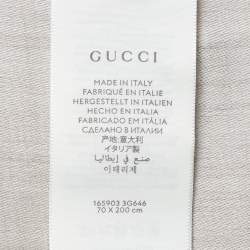 GUCCI
MADE IN ITALY
FABRIQUÉ EN ITALIE
HERGESTELLT IN ITALIEN
HECHO EN ITALIA
FABRICADO EM ITÁLIA
СДЕЛАНО В ИТАЛИИ
产地:意大利
イタリア製
صنع في إيطاليا
이태리제
165903 3G646
70 X 200 cm